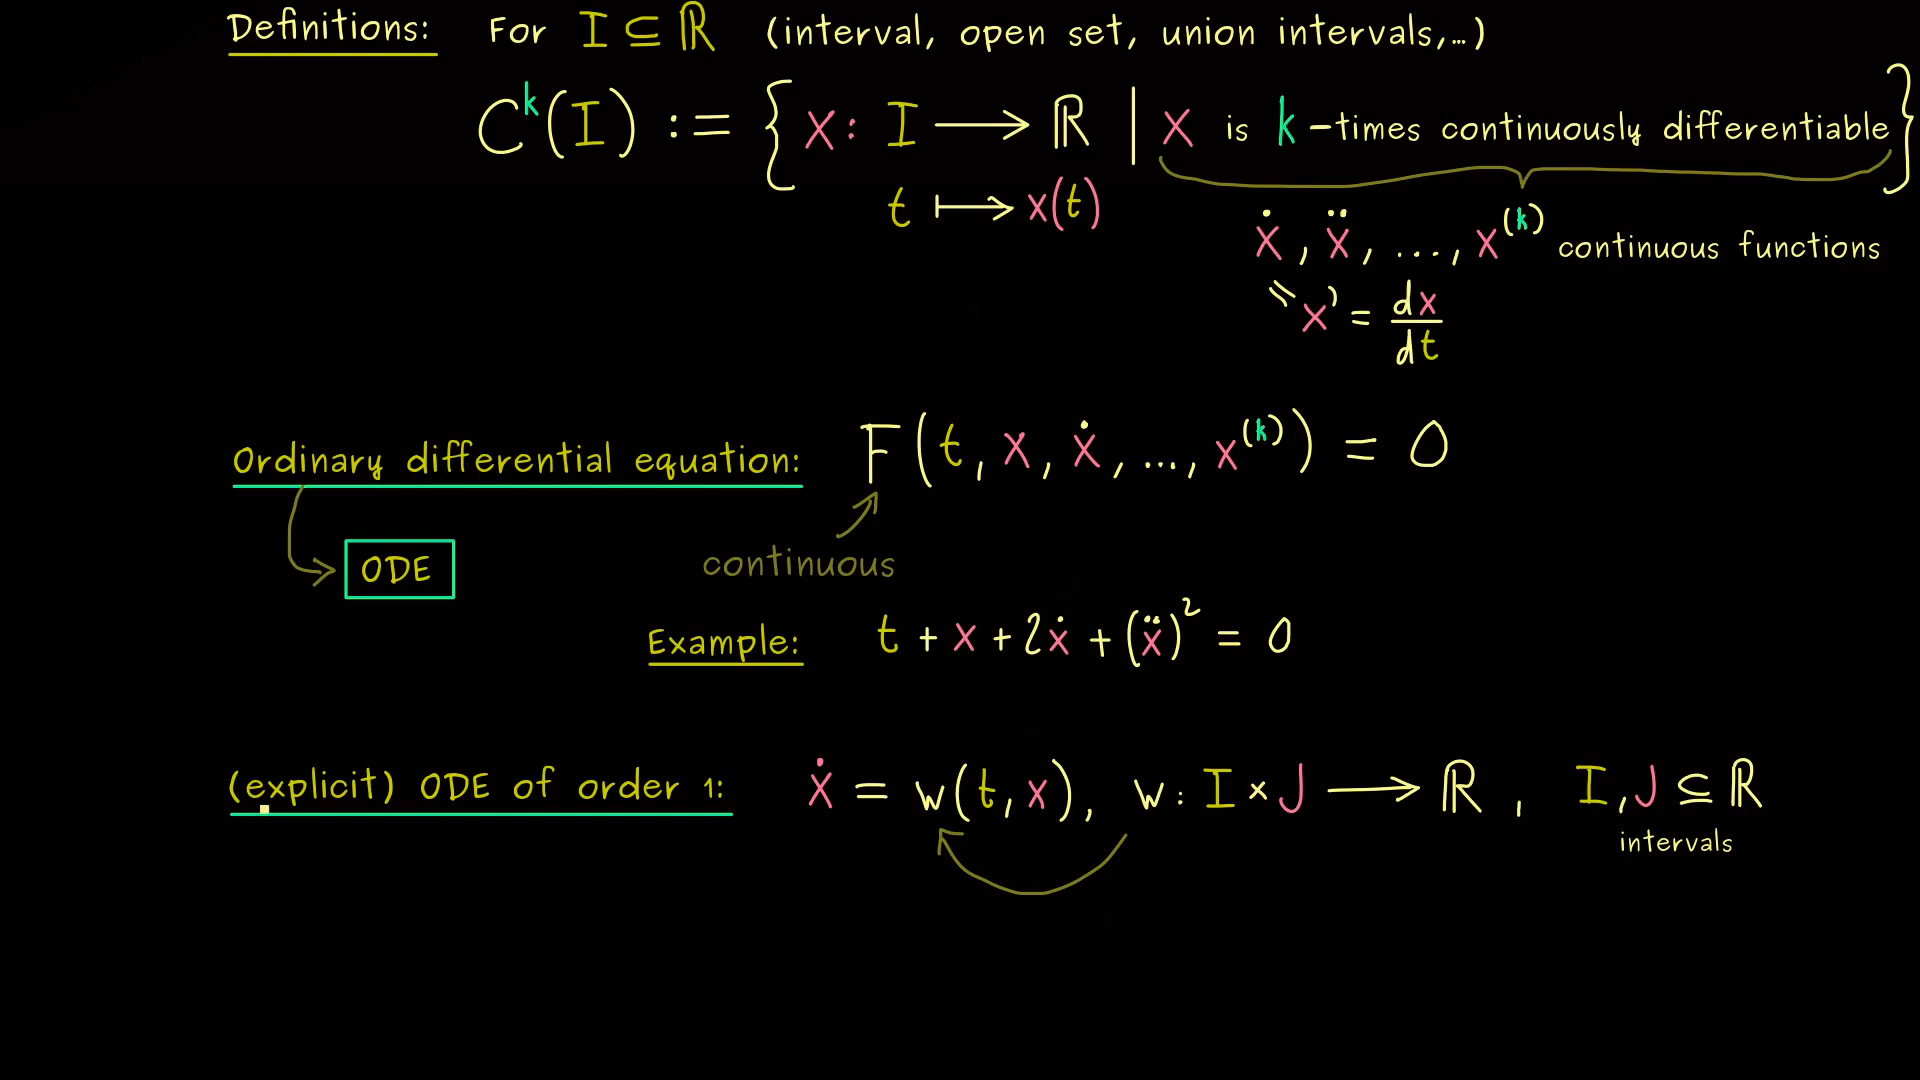 Definitions: For I ⊆ ℝ (interval, open set, union intervals,...)
C^k(I) := { x: I ⟶ ℝ | x is k-times continuously differentiable }
t ⟼ x(t)
ẋ, ẍ, ..., x^(k) continuous functions
= x' = dx/dt
Ordinary differential equation: F(t, x, ẋ, ..., x^(k)) = 0
ODE
continuous
Example: t + x + 2ẋ + (ẍ)² = 0
(explicit) ODE of order 1: ẋ = w(t, x), w: I × J ⟶ ℝ, I, J ⊆ ℝ
intervals